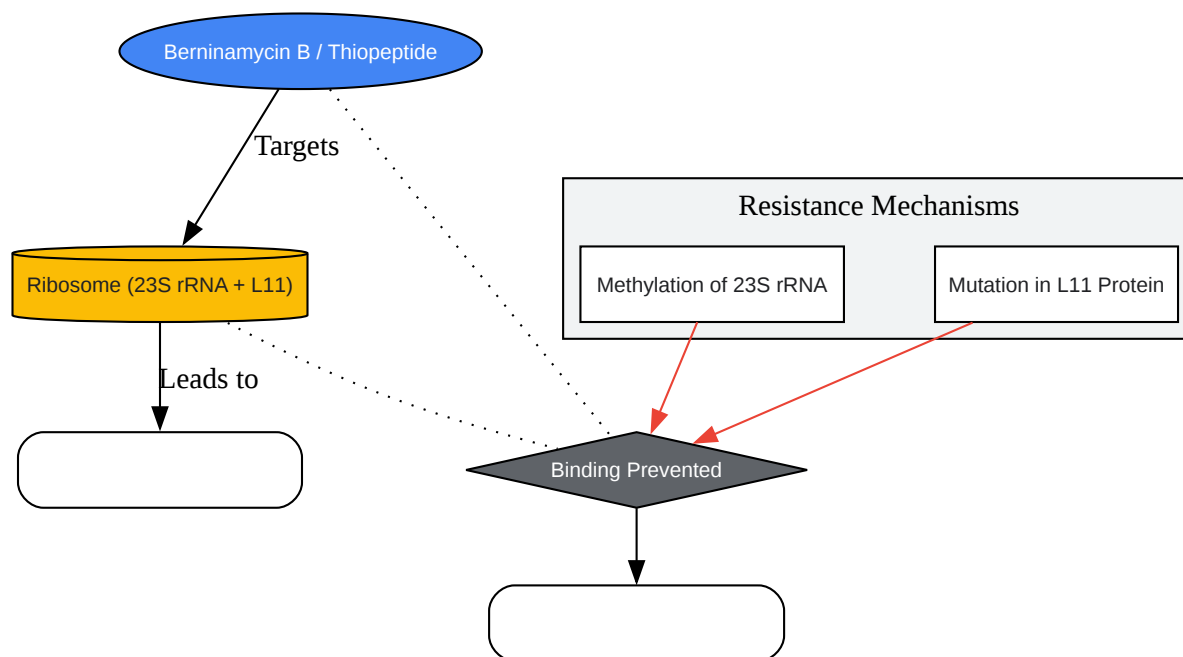 Berninamycin B / Thiopeptide
Targets
Resistance Mechanisms
Ribosome (23S rRNA + L11)
Methylation of 23S rRNA
Mutation in L11 Protein
Leads to
Binding Prevented